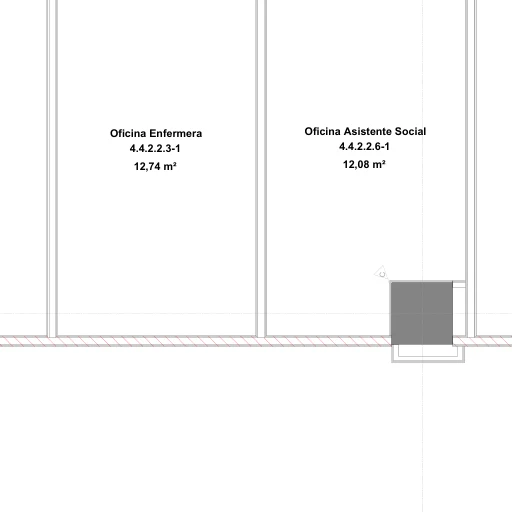 Oficina Enfermera
4.4.2.2.3-1
12,74 m²
Oficina Asistente Social
4.4.2.2.6-1
12,08 m²